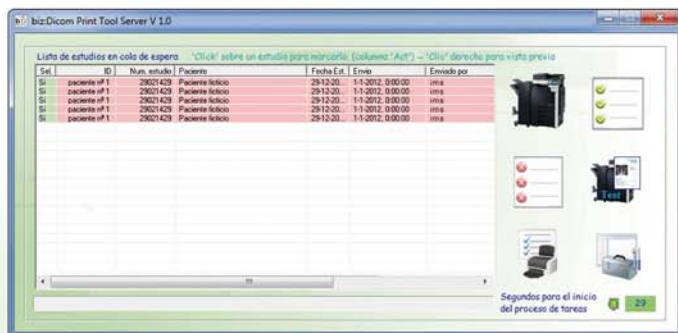 biz:Dicom Print Tool Server V 1.0
Lista de estudios en cola de espera "Click' sobre un estudio para marcarlo, (columna "Act") - 'Clic' derecho para vista previa
Sel. ID Num. estudio Paciente Fecha Est. Envio Enviado por
Si paciente nº 1 29021429 Paciente ficticio 29-12-20... 1-1-2012, 0:00:00 ims
Si paciente nº 1 29021429 Paciente ficticio 29-12-20... 1-1-2012, 0:00:00 ims
Si paciente nº 1 29021429 Paciente ficticio 29-12-20... 1-1-2012, 0:00:00 ims
Si paciente nº 1 29021429 Paciente ficticio 29-12-20... 1-1-2012, 0:00:00 ims
Si paciente nº 1 29021429 Paciente ficticio 29-12-20... 1-1-2012, 0:00:00 ims
Test
Segundos para el inicio
del proceso de tareas 29